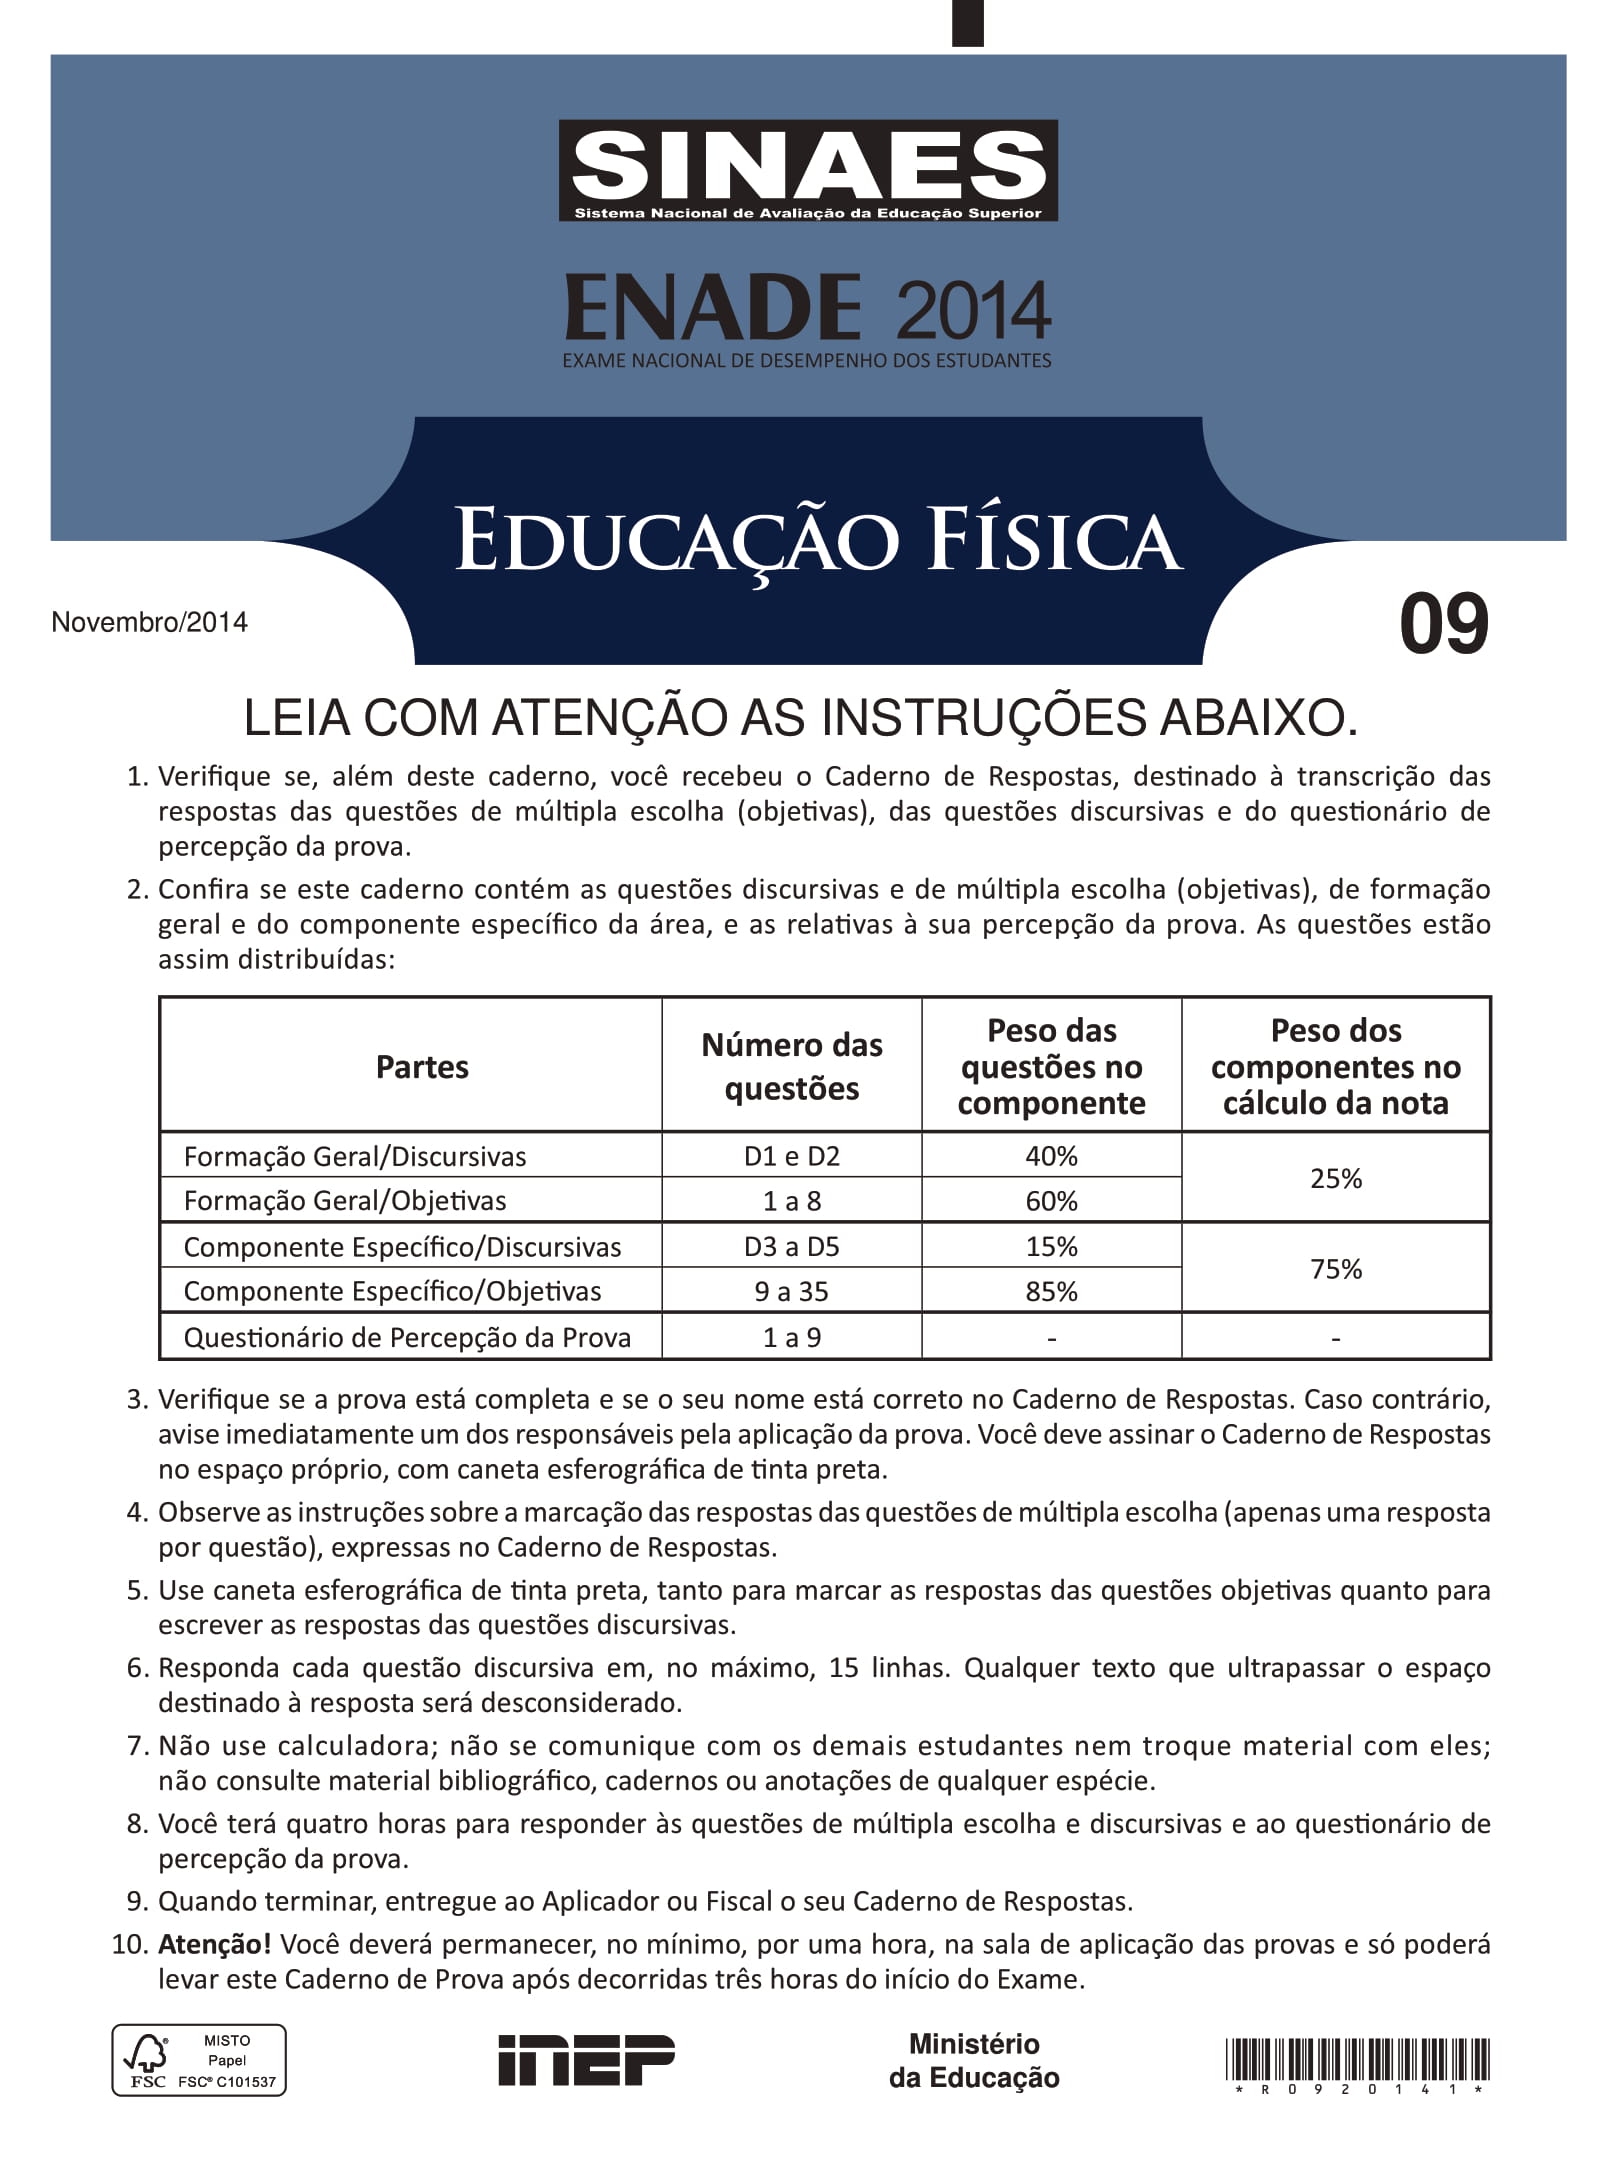 SINAES
Sistema Nacional de Avaliação da Educação Superior
ENADE 2014
EXAME NACIONAL DE DESEMPENHO DOS ESTUDANTES
EDUCAÇÃO FÍSICA
Novembro/2014
09
LEIA COM ATENÇÃO AS INSTRUÇÕES ABAIXO.
1. Verifique se, além deste caderno, você recebeu o Caderno de Respostas, destinado à transcrição das
respostas das questões de múltipla escolha (objetivas), das questões discursivas e do questionário de
percepção da prova.
2. Confira se este caderno contém as questões discursivas e de múltipla escolha (objetivas), de formação
geral e do componente específico da área, e as relativas à sua percepção da prova. As questões estão
assim distribuídas:
Partes
Número das
questões
Peso das
questões no
componente
Peso dos
componentes no
cálculo da nota
Formação Geral/Discursivas D1 e D2 40%
25%
Formação Geral/Objetivas 1 a 8 60%
Componente Específico/Discursivas D3 a D5 15%
75%
Componente Específico/Objetivas 9 a 35 85%
Questionário de Percepção da Prova 1 a 9 - -
3. Verifique se a prova está completa e se o seu nome está correto no Caderno de Respostas. Caso contrário,
avise imediatamente um dos responsáveis pela aplicação da prova. Você deve assinar o Caderno de Respostas
no espaço próprio, com caneta esferográfica de tinta preta.
4. Observe as instruções sobre a marcação das respostas das questões de múltipla escolha (apenas uma resposta
por questão), expressas no Caderno de Respostas.
5. Use caneta esferográfica de tinta preta, tanto para marcar as respostas das questões objetivas quanto para
escrever as respostas das questões discursivas.
6. Responda cada questão discursiva em, no máximo, 15 linhas. Qualquer texto que ultrapassar o espaço
destinado à resposta será desconsiderado.
7. Não use calculadora; não se comunique com os demais estudantes nem troque material com eles;
não consulte material bibliográfico, cadernos ou anotações de qualquer espécie.
8. Você terá quatro horas para responder às questões de múltipla escolha e discursivas e ao questionário de
percepção da prova.
9. Quando terminar, entregue ao Aplicador ou Fiscal o seu Caderno de Respostas.
10. Atenção! Você deverá permanecer, no mínimo, por uma hora, na sala de aplicação das provas e só poderá
levar este Caderno de Prova após decorridas três horas do início do Exame.
FSC®
MISTO
Papel
FSC® C101537
INEP
Ministério
da Educação
*R0920141*